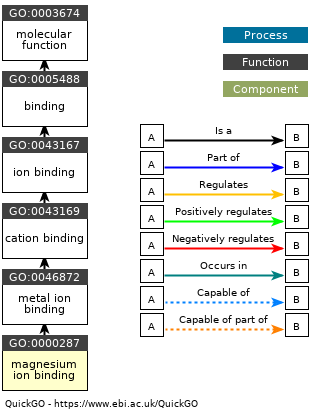 GO:0003674
molecular
function
GO:0005488
binding
GO:0043167
ion binding
GO:0043169
cation binding
GO:0046872
metal ion
binding
GO:0000287
magnesium
ion binding
Process
Function
Component
A Is a B
A Part of B
A Regulates B
A Positively regulates B
A Negatively regulates B
A Occurs in B
A Capable of B
A Capable of part of B
QuickGO - https://www.ebi.ac.uk/QuickGO